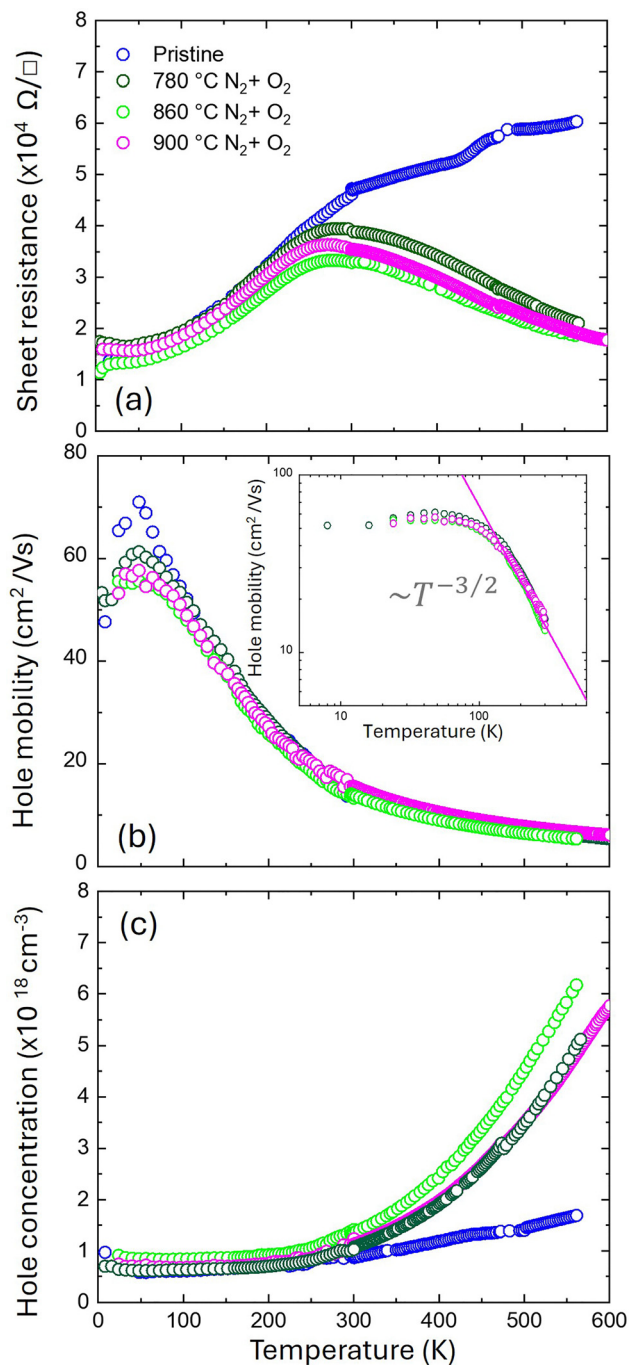 8
7
6
5
4
3
2
1
0
Sheet resistance (x10⁴ Ω/□)
Pristine
780 °C N₂+ O₂
860 °C N₂+ O₂
900 °C N₂+ O₂
(a)
80
60
40
20
0
Hole mobility (cm² /Vs)
100
10
Hole mobility (cm² /Vs)
~T⁻³/²
10
100
Temperature (K)
(b)
8
7
6
5
4
3
2
1
0
Hole concentration (x10 ¹⁸ cm⁻³)
(c)
0 100 200 300 400 500 600
Temperature (K)